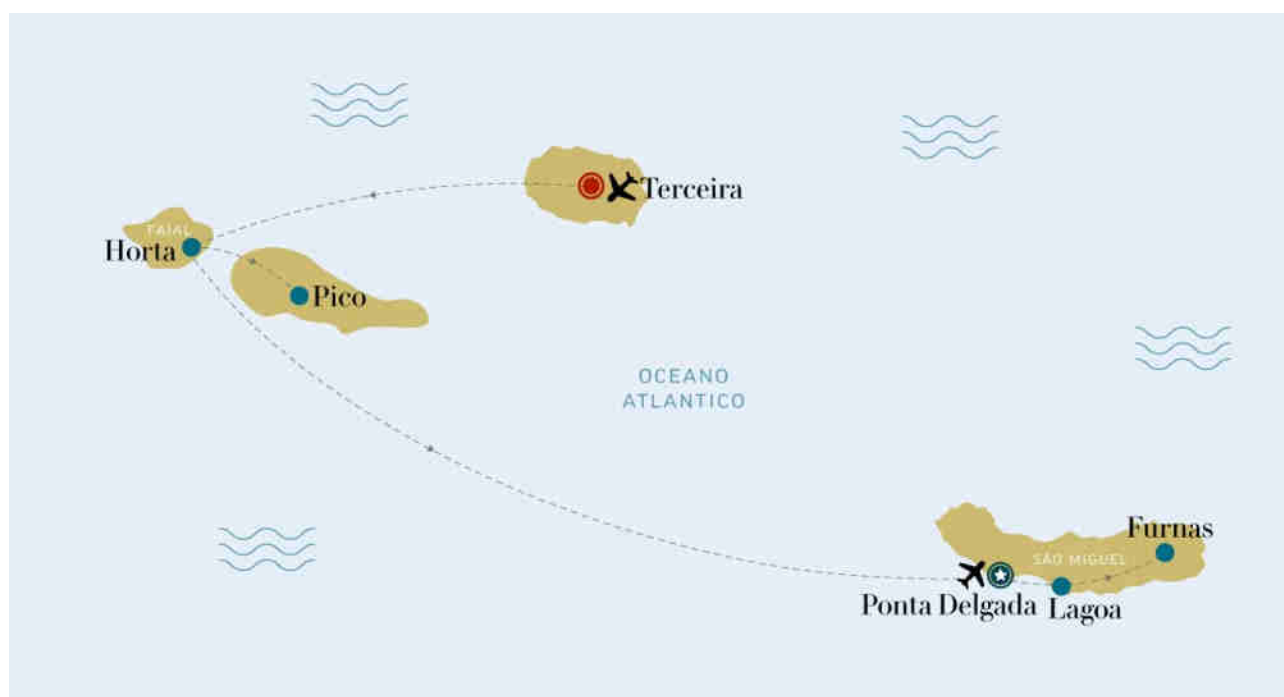 Terceira
FAIAL
Horta
Pico
OCEANO
ATLANTICO
Furnas
SÃO MIGUEL
Ponta Delgada
Lagoa